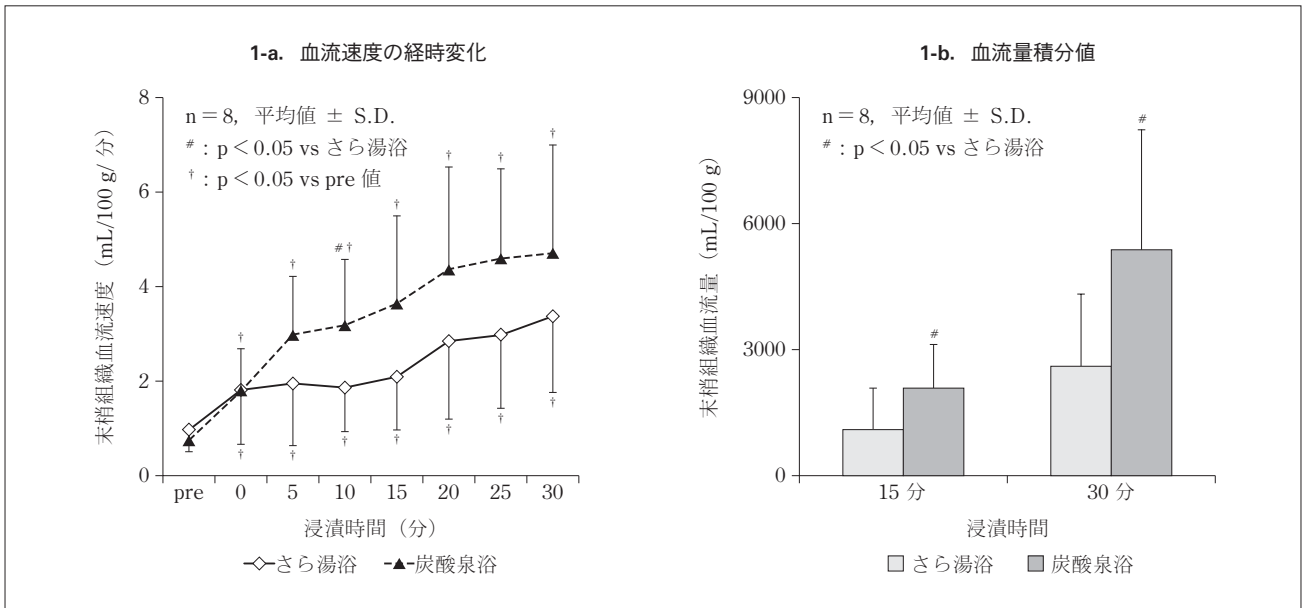 1-a. 血流速度の経時変化
8
6
4
2
0
末梢組織血流速度（mL/100 g/ 分）
n＝8，平均値 ± S.D.
#：p＜0.05 vs さら湯浴
†：p＜0.05 vs pre 値
† † #† † † † †
† † † † † † †
pre 0 5 10 15 20 25 30
浸漬時間（分）
さら湯浴 炭酸泉浴
1-b. 血流量積分値
9000
6000
3000
0
末梢組織血流量（mL/100 g）
n＝8，平均値 ± S.D.
#：p＜0.05 vs さら湯浴
# #
15 分 30 分
浸漬時間
さら湯浴 炭酸泉浴